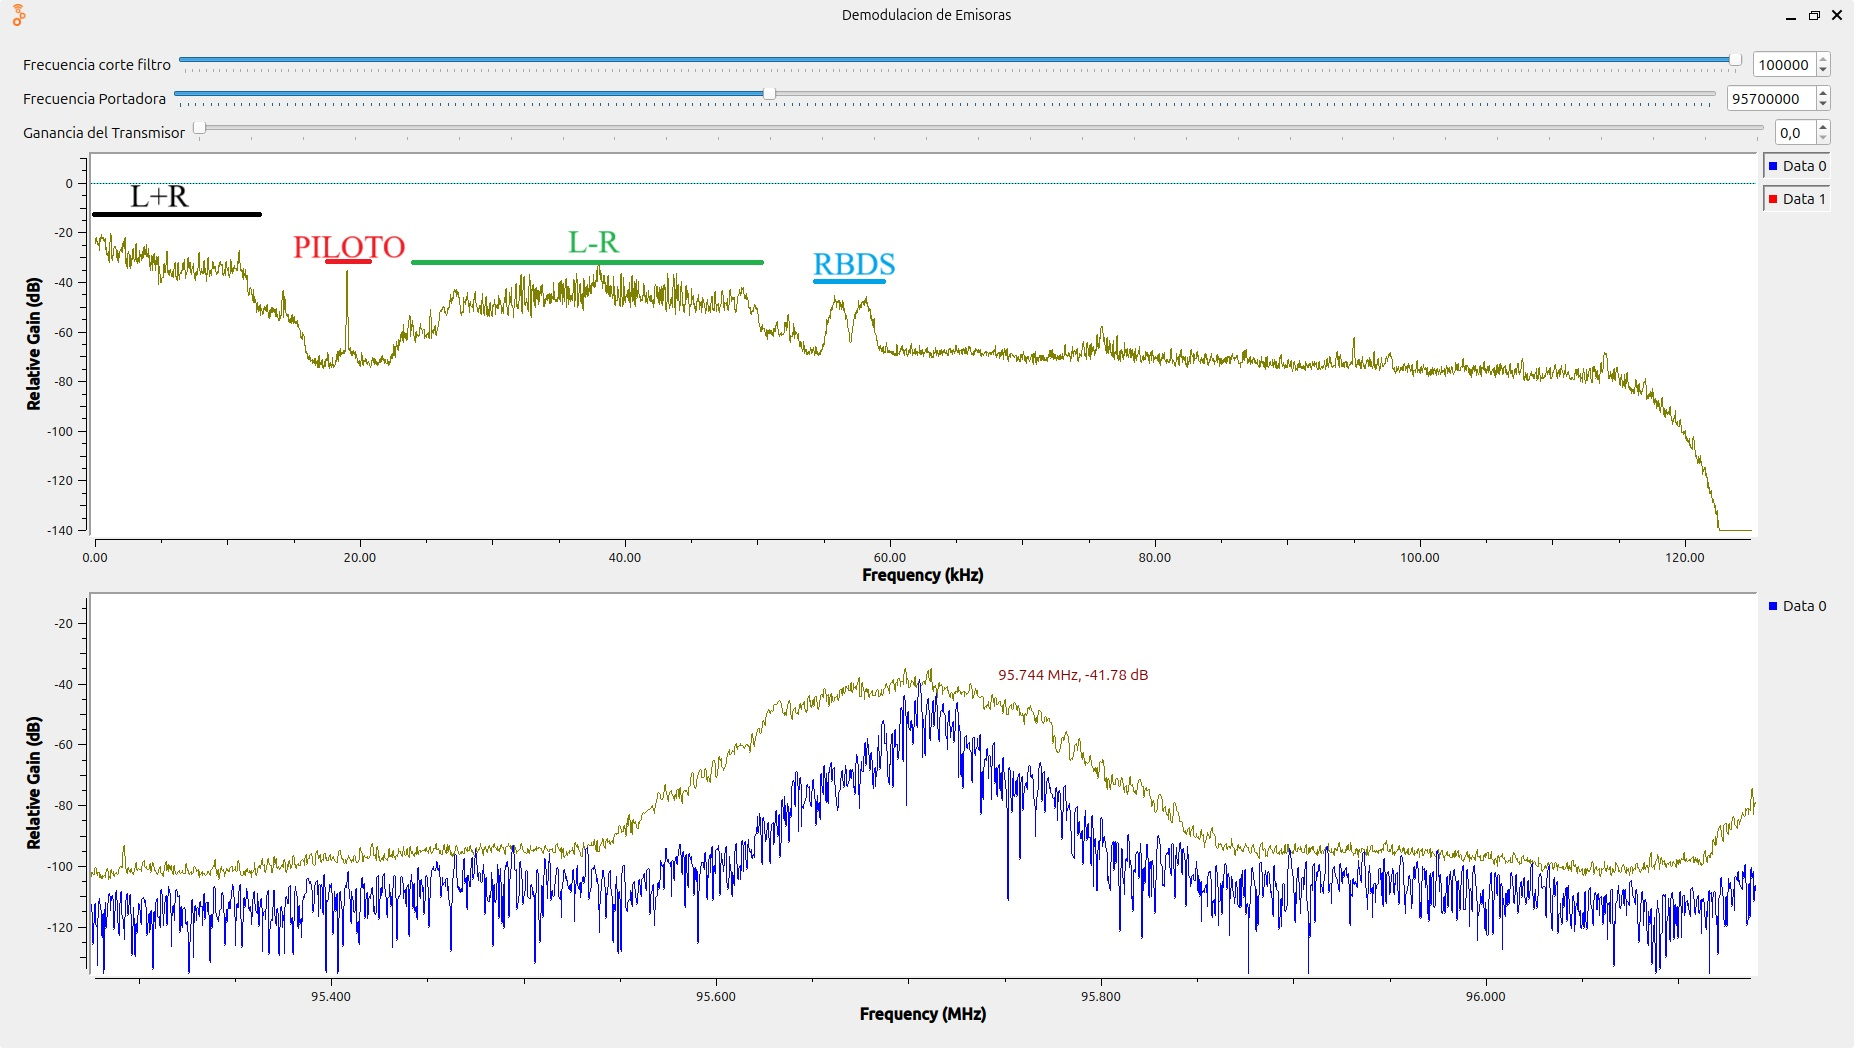 Demodulacion de Emisoras
Frecuencia corte filtro
100000
Frecuencia Portadora
95700000
Ganancia del Transmisor
0,0
Data 0
Data 1
L+R
PILOTO
L-R
RBDS
Relative Gain (dB)
0
-20
-40
-60
-80
-100
-120
-140
0.00
20.00
40.00
60.00
80.00
100.00
120.00
Frequency (kHz)
Data 0
95.744 MHz, -41.78 dB
Relative Gain (dB)
-20
-40
-60
-80
-100
-120
95.400
95.600
95.800
96.000
Frequency (MHz)